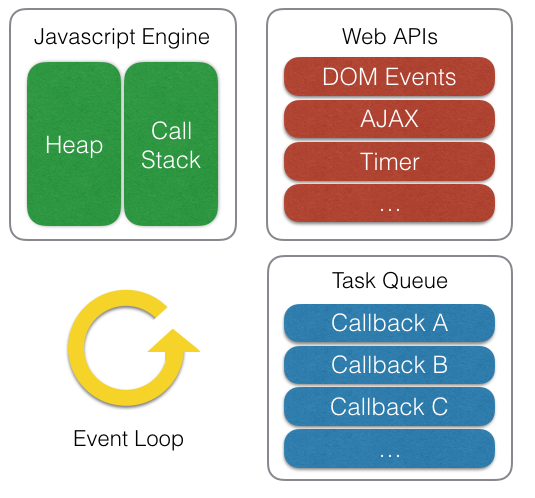 Javascript Engine
Heap
Call
Stack
Web APIs
DOM Events
AJAX
Timer
...
Event Loop
Task Queue
Callback A
Callback B
Callback C
...